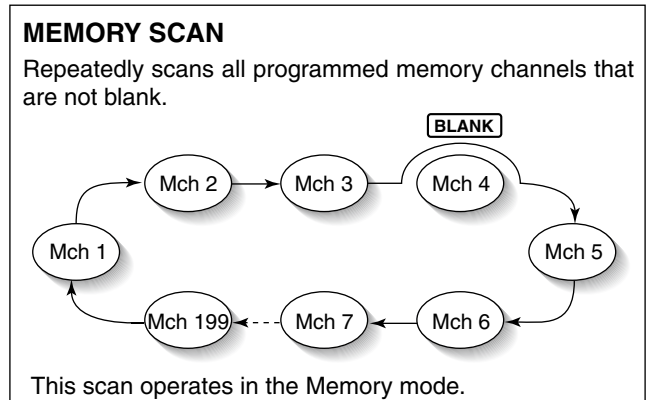 MEMORY SCAN
Repeatedly scans all programmed memory channels that
are not blank.
BLANK
Mch 2
Mch 3
Mch 4
Mch 1
Mch 5
Mch 199
Mch 7
Mch 6
This scan operates in the Memory mode.